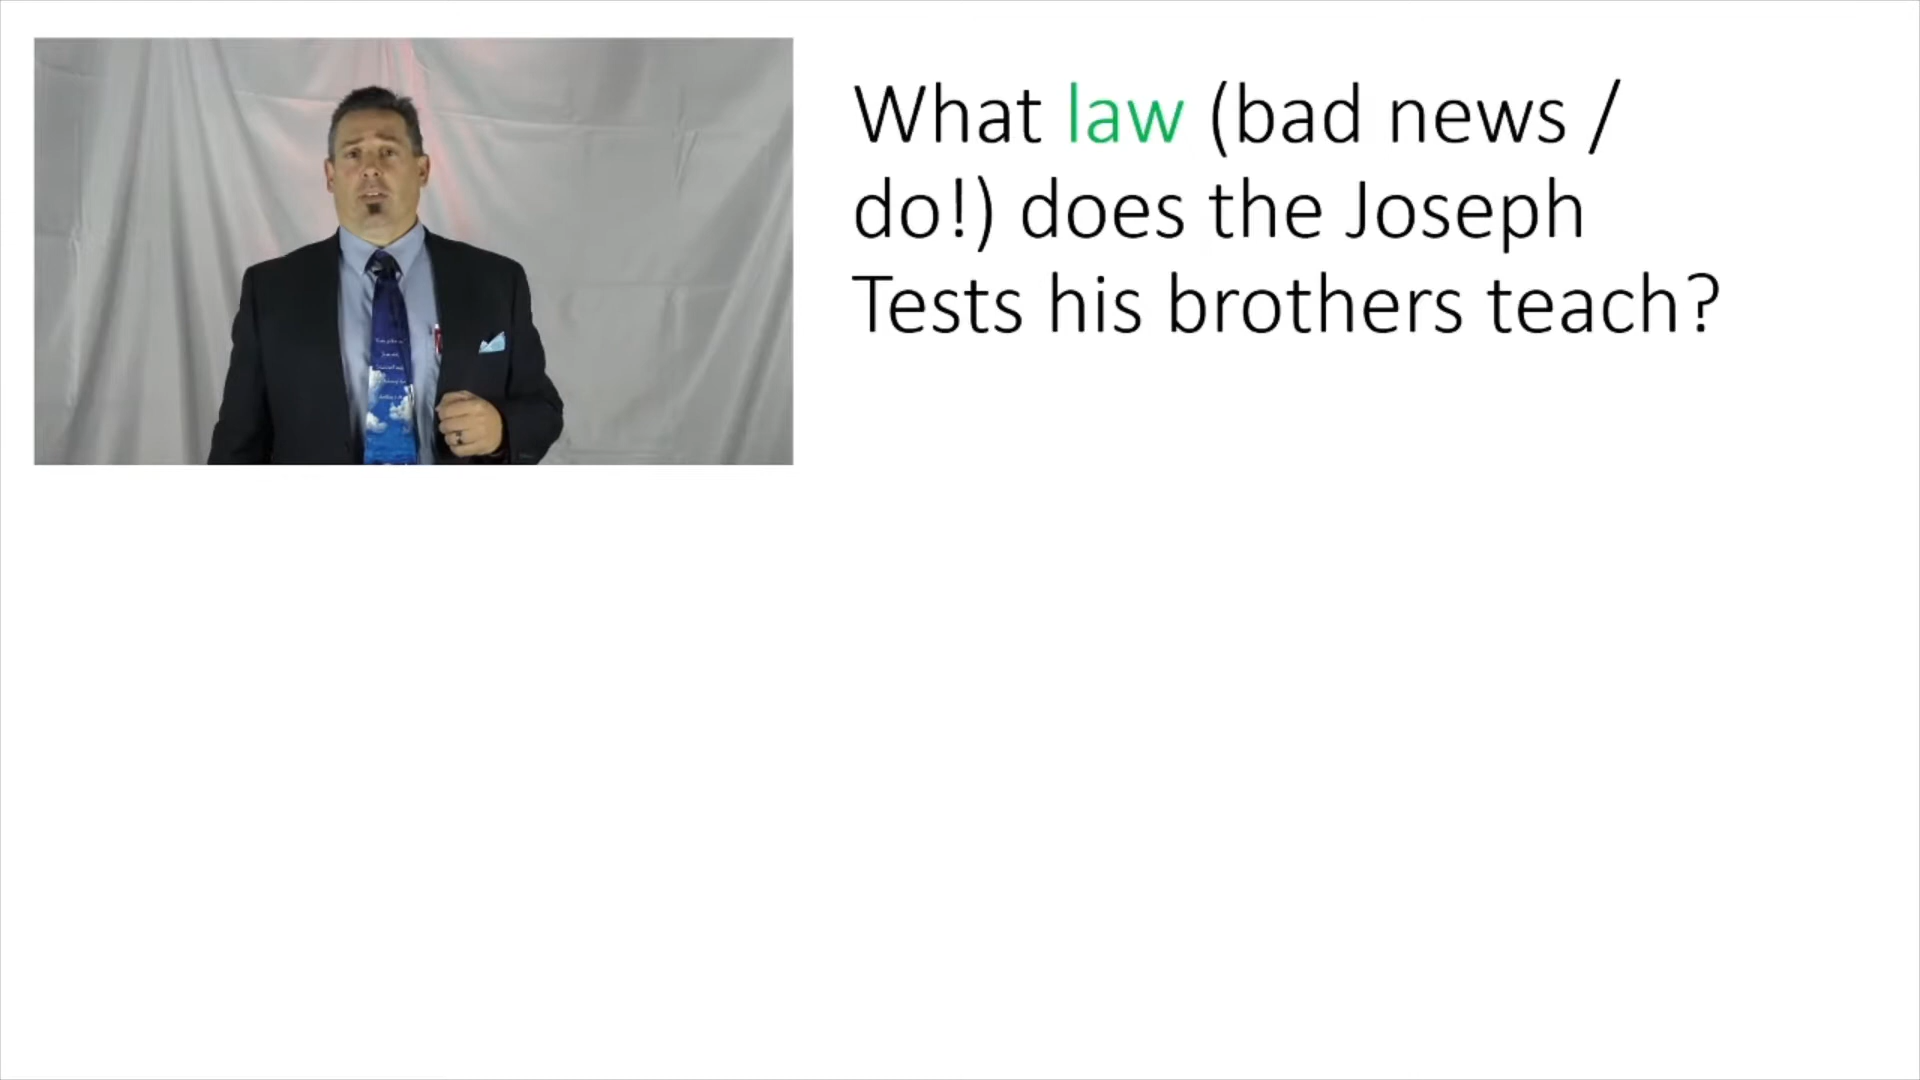 What law (bad news /
do!) does the Joseph
Tests his brothers teach?